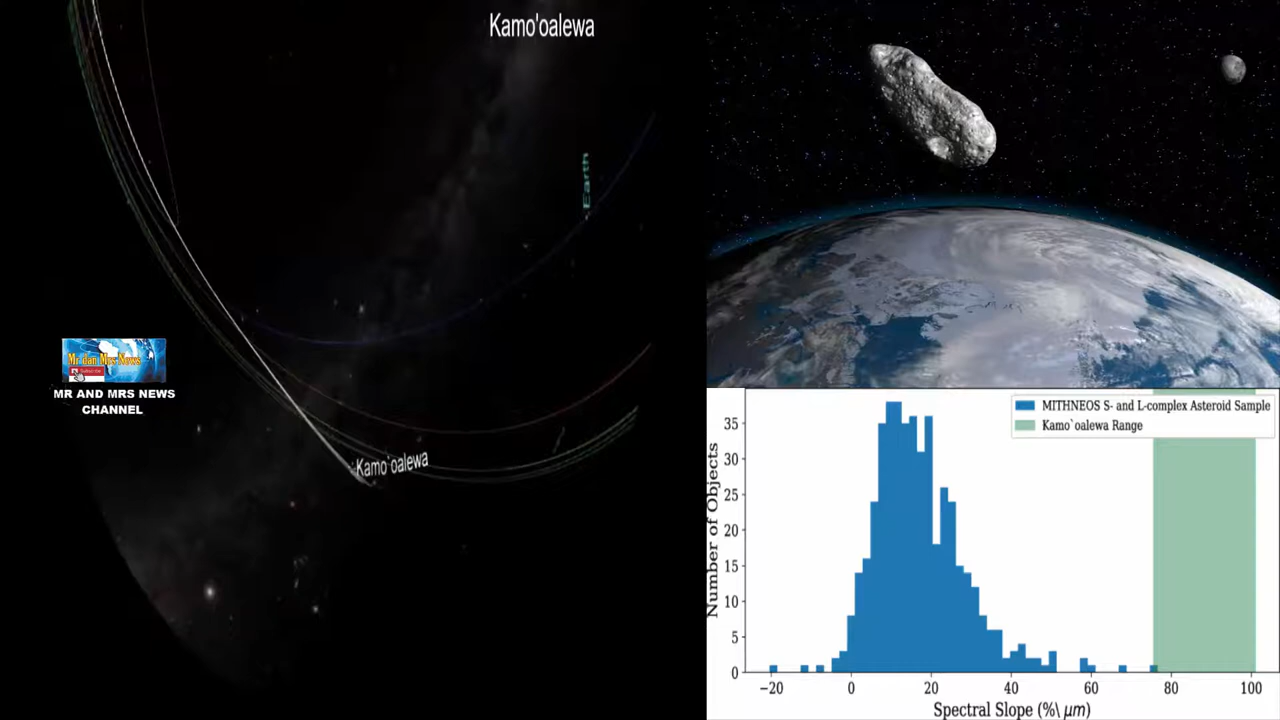 Kamo'oalewa
Earth
Mr dan Mrs News
Subscribe
MR AND MRS NEWS
CHANNEL
Kamo`oalewa
MITHNEOS S- and L-complex Asteroid Sample
Kamo`oalewa Range
Number of Objects
35
30
25
20
15
10
5
0
−20 0 20 40 60 80 100
Spectral Slope (%\ μm)